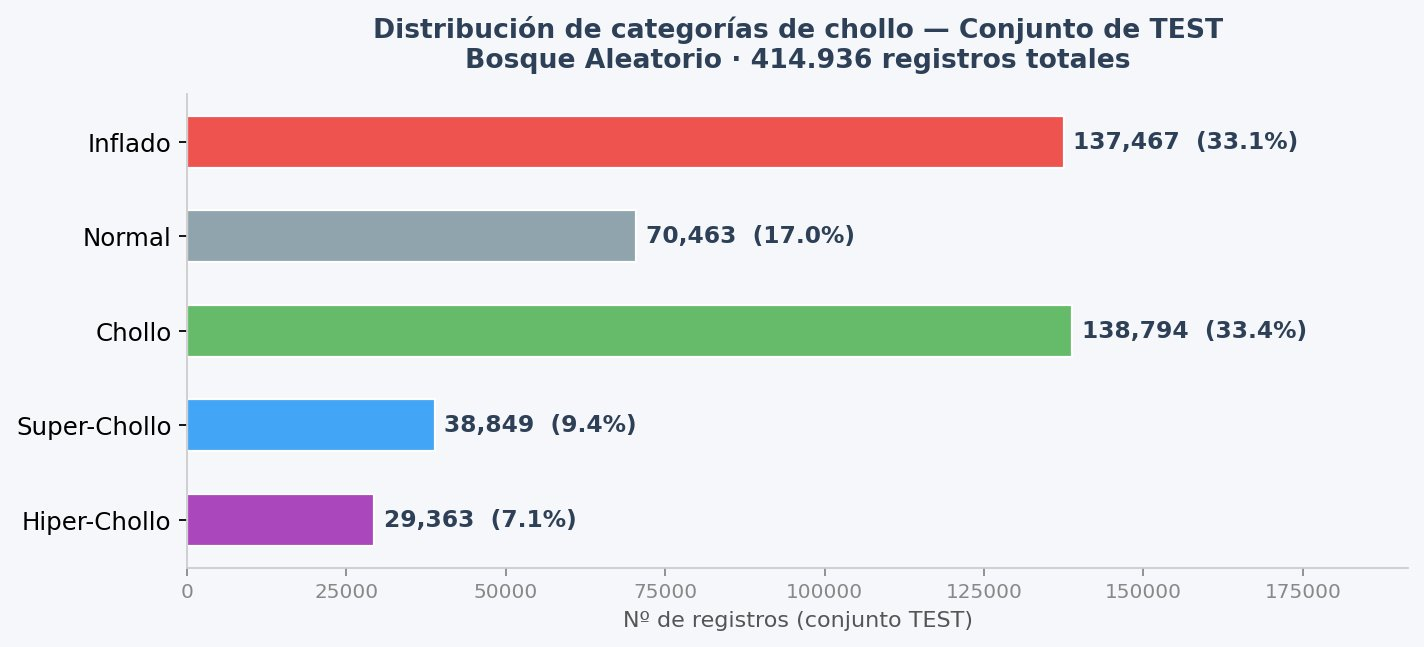 Distribución de categorías de chollo — Conjunto de TEST
Bosque Aleatorio · 414.936 registros totales
Inflado
137,467 (33.1%)
Normal
70,463 (17.0%)
Chollo
138,794 (33.4%)
Super-Chollo
38,849 (9.4%)
Hiper-Chollo
29,363 (7.1%)
0 25000 50000 75000 100000 125000 150000 175000
Nº de registros (conjunto TEST)